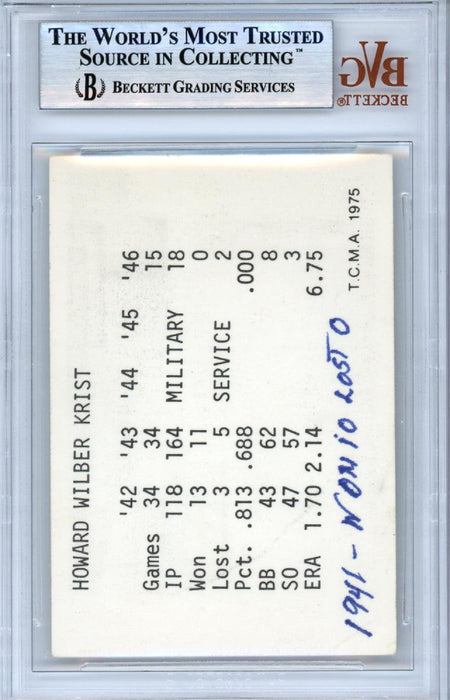 THE WORLD'S MOST TRUSTED
SOURCE IN COLLECTING™
B BECKETT GRADING SERVICES
BVG
BECKETT®
HOWARD WILBER KRIST
'42 '43 '44 '45 '46
Games 34 34 15
IP 118 164 MILITARY 18
Won 13 11 0
Lost 3 5 SERVICE 2
Pct. .813 .688 .000
BB 43 62 8
SO 47 57 3
ERA 1.70 2.14 6.75
T.C.M.A. 1975
1941 - WON 10 LOST 0